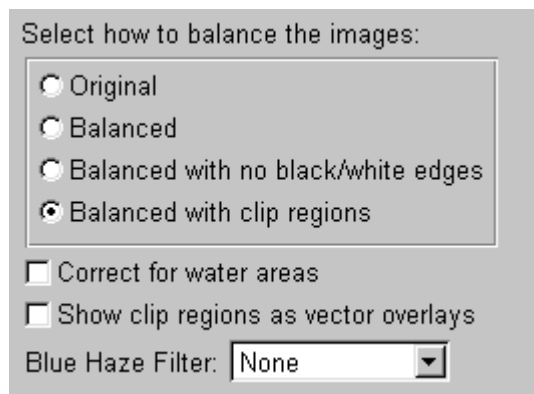 Select how to balance the images:
Original
Balanced
Balanced with no black/white edges
Balanced with clip regions
Correct for water areas
Show clip regions as vector overlays
Blue Haze Filter: None